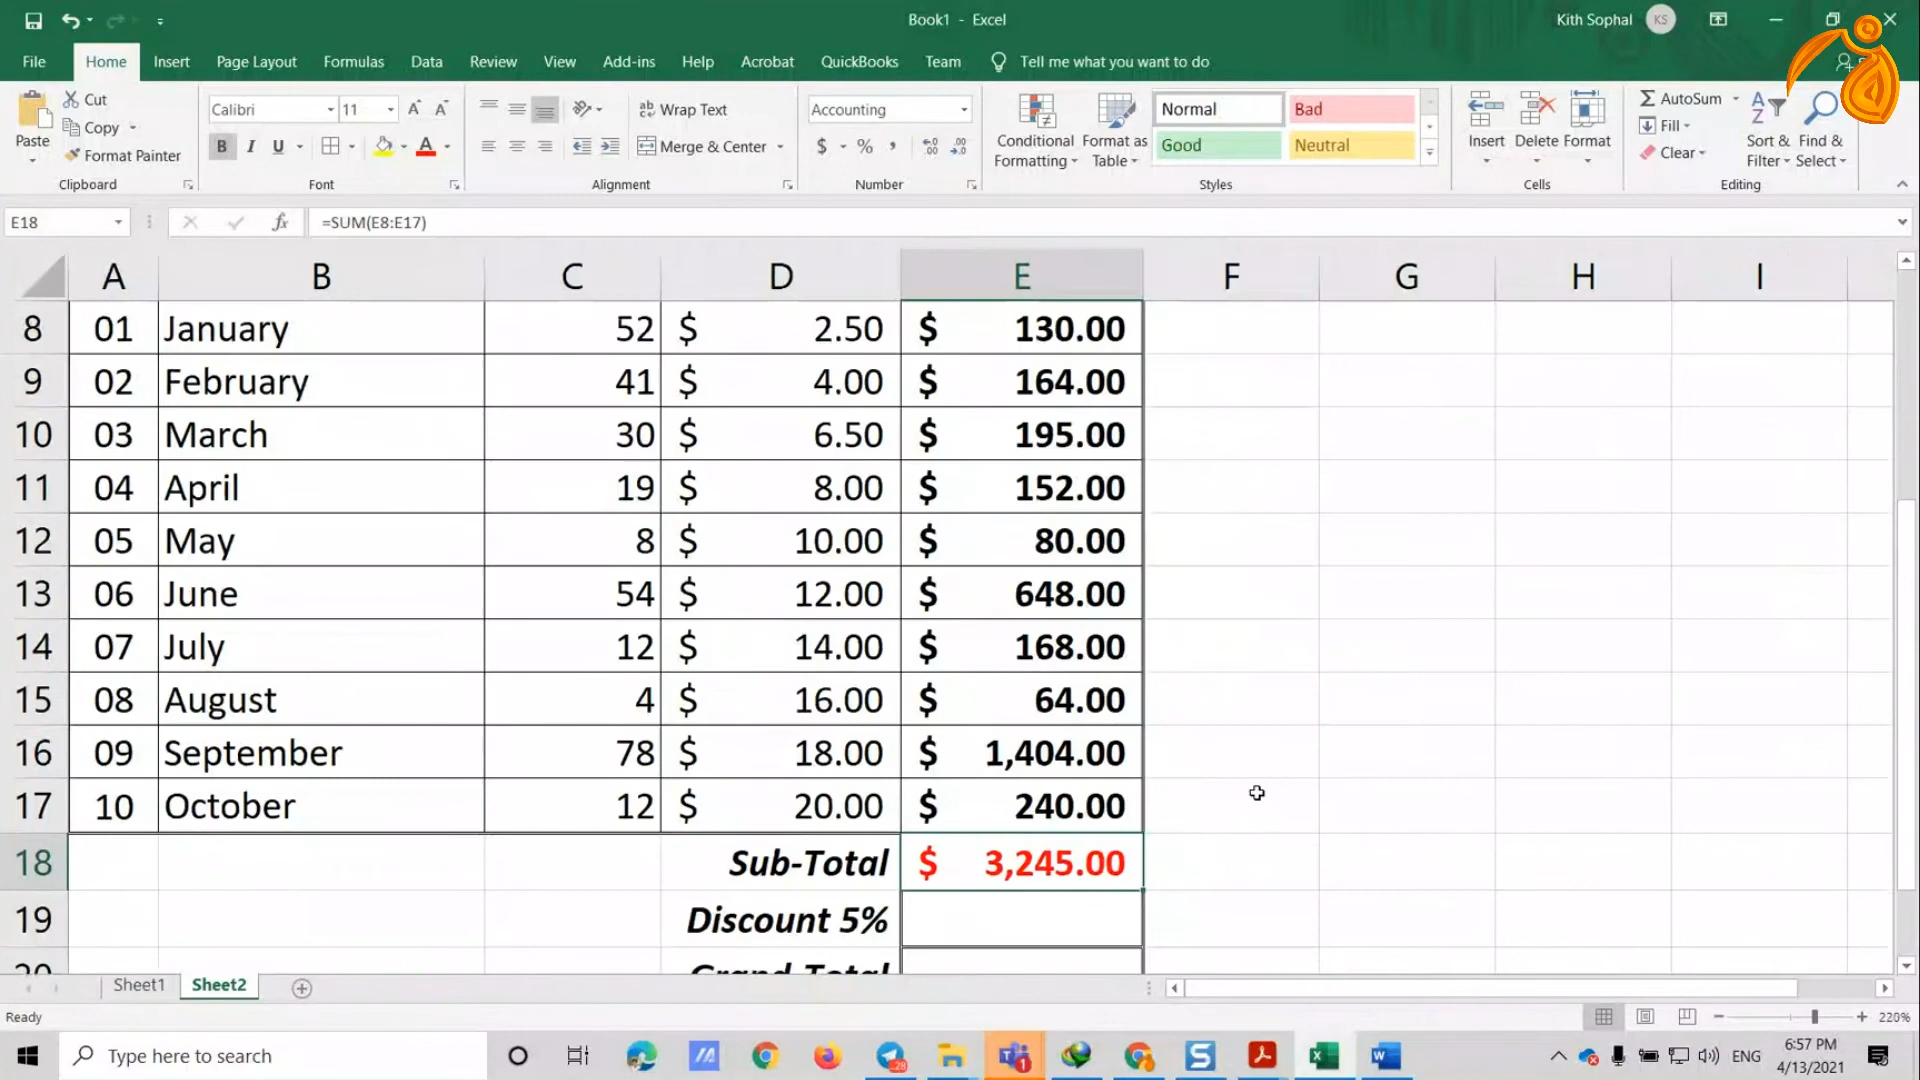 Book1 - Excel
Kith Sophal KS
File Home Insert Page Layout Formulas Data Review View Add-ins Help Acrobat QuickBooks Team Tell me what you want to do
Paste
Cut
Copy
Format Painter
Clipboard
Calibri 11
B I U
Font
Wrap Text
Merge & Center
Alignment
Accounting
$ % ,
Number
Conditional Formatting
Format as Table
Normal Bad
Good Neutral
Styles
Insert Delete Format
Cells
AutoSum
Fill
Clear
Sort & Filter
Find & Select
Editing
E18 fx =SUM(E8:E17)
A B C D E F G H I
8 01 January 52 $ 2.50 $ 130.00
9 02 February 41 $ 4.00 $ 164.00
10 03 March 30 $ 6.50 $ 195.00
11 04 April 19 $ 8.00 $ 152.00
12 05 May 8 $ 10.00 $ 80.00
13 06 June 54 $ 12.00 $ 648.00
14 07 July 12 $ 14.00 $ 168.00
15 08 August 4 $ 16.00 $ 64.00
16 09 September 78 $ 18.00 $ 1,404.00
17 10 October 12 $ 20.00 $ 240.00
18 Sub-Total $ 3,245.00
19 Discount 5%
20 Grand-Total
Sheet1 Sheet2
Ready 220%
Type here to search
ENG
6:57 PM
4/13/2021